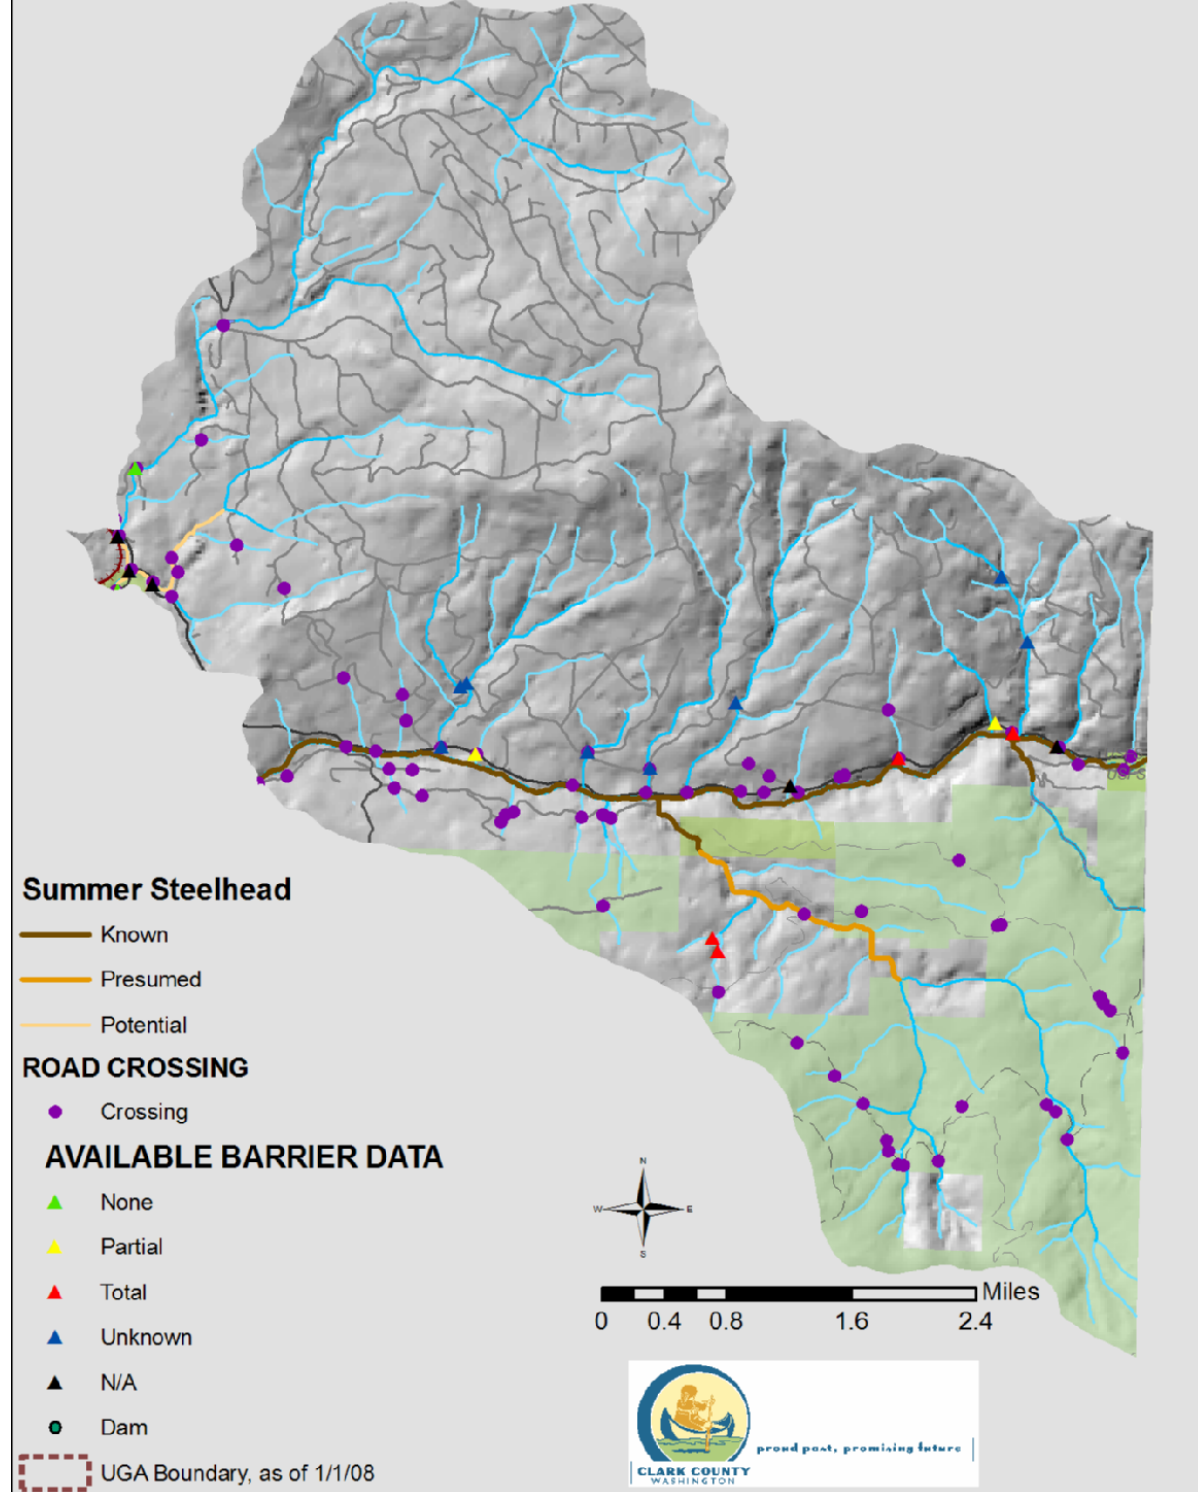 Summer Steelhead
Known
Presumed
Potential
ROAD CROSSING
Crossing
AVAILABLE BARRIER DATA
None
Partial
Total
Unknown
N/A
Dam
UGA Boundary, as of 1/1/08
N
W E
S
Miles
0 0.4 0.8 1.6 2.4
proud past, promising future
CLARK COUNTY
WASHINGTON